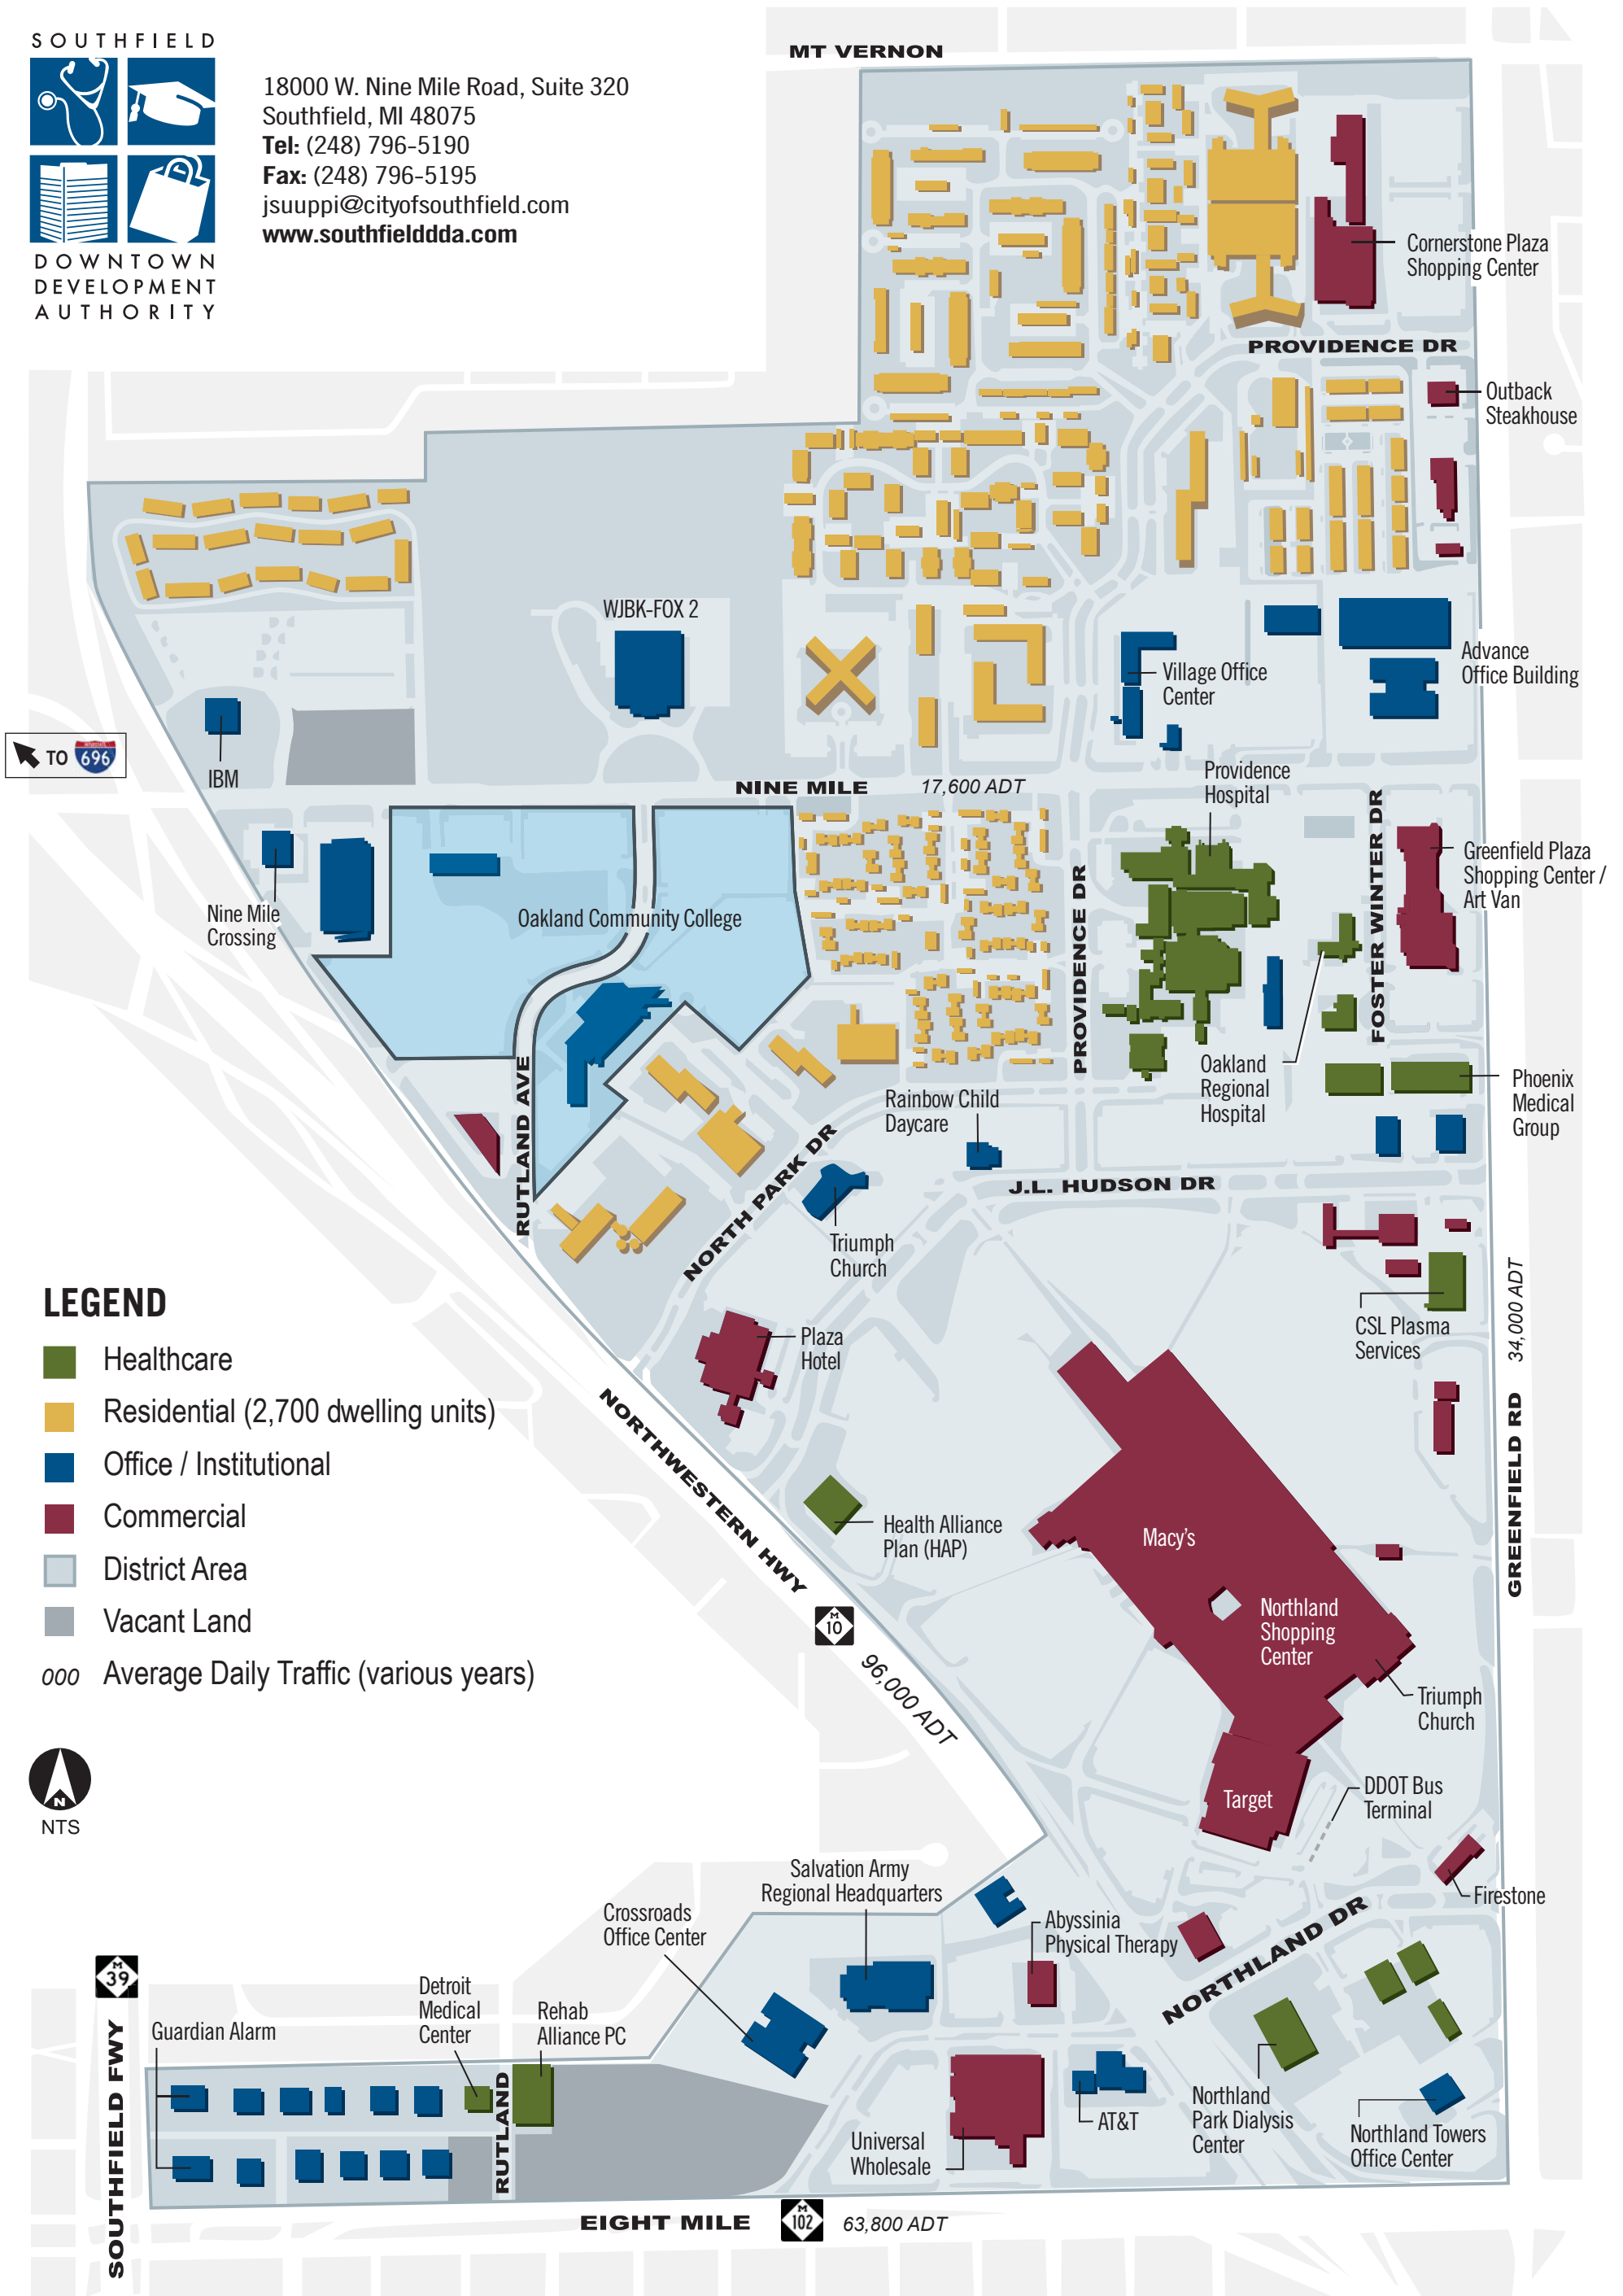 SOUTHFIELD
DOWNTOWN
DEVELOPMENT
AUTHORITY
18000 W. Nine Mile Road, Suite 320
Southfield, MI 48075
Tel: (248) 796-5190
Fax: (248) 796-5195
jsuuppi@cityofsouthfield.com
www.southfielddda.com
MT VERNON
Cornerstone Plaza
Shopping Center
PROVIDENCE DR
Outback
Steakhouse
WJBK-FOX 2
Village Office
Center
Advance
Office Building
TO 696
IBM
NINE MILE
17,600 ADT
Providence
Hospital
FOSTER WINTER DR
Greenfield Plaza
Shopping Center /
Art Van
PROVIDENCE DR
Nine Mile
Crossing
Oakland Community College
Oakland
Regional
Hospital
Phoenix
Medical
Group
RUTLAND AVE
Rainbow Child
Daycare
NORTH PARK DR
J.L. HUDSON DR
Triumph
Church
CSL Plasma
Services
34,000 ADT
GREENFIELD RD
Plaza
Hotel
LEGEND
Healthcare
Residential (2,700 dwelling units)
Office / Institutional
Commercial
District Area
Vacant Land
000 Average Daily Traffic (various years)
N
NTS
NORTHWESTERN HWY
M
10
96,000 ADT
Health Alliance
Plan (HAP)
Macy's
Northland
Shopping
Center
Triumph
Church
Target
DDOT Bus
Terminal
Firestone
NORTHLAND DR
Salvation Army
Regional Headquarters
Crossroads
Office Center
Abyssinia
Physical Therapy
M
39
SOUTHFIELD FWY
Guardian Alarm
Detroit
Medical
Center
Rehab
Alliance PC
RUTLAND
Universal
Wholesale
AT&T
Northland
Park Dialysis
Center
Northland Towers
Office Center
EIGHT MILE
M
102
63,800 ADT